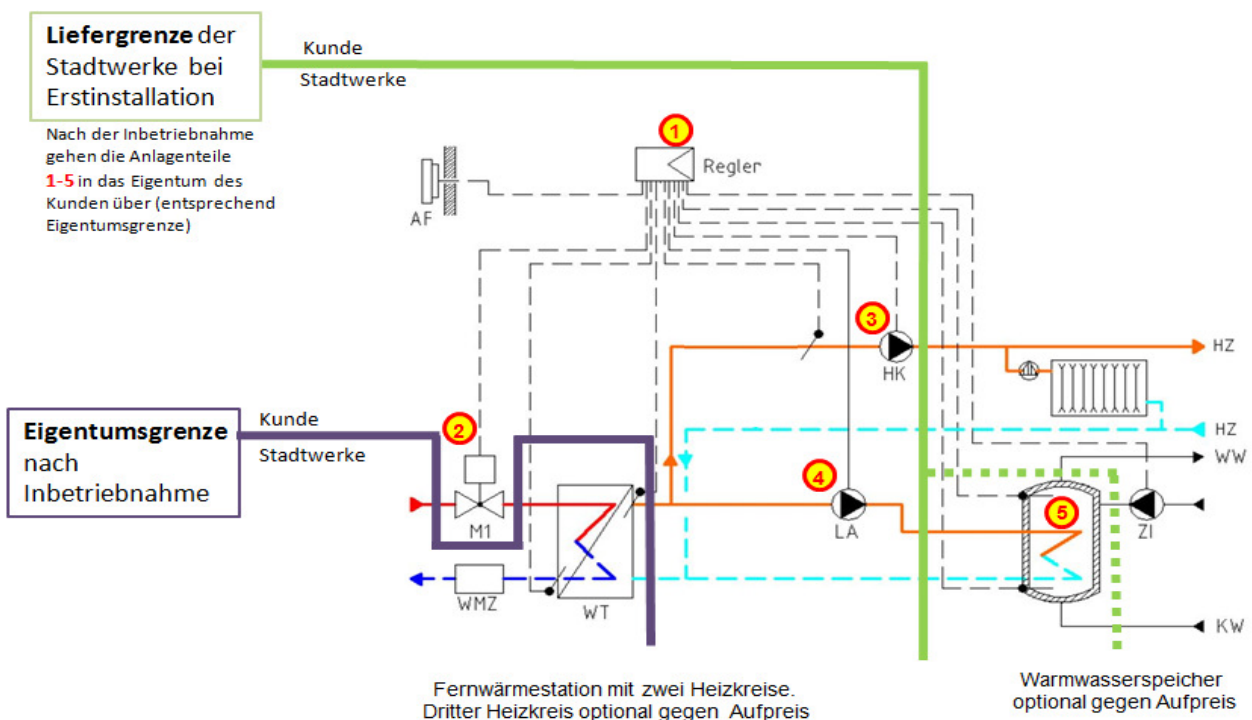 Liefergrenze der
Stadtwerke bei
Erstinstallation
Kunde
Stadtwerke
Nach der Inbetriebnahme
gehen die Anlagenteile
1-5 in das Eigentum des
Kunden über (entsprechend
Eigentumsgrenze)
1
Regler
AF
3
HK
HZ
Eigentumsgrenze
nach
Inbetriebnahme
Kunde
Stadtwerke
2
HZ
WW
4
5
M1
LA
ZI
WMZ
WT
KW
Fernwärmestation mit zwei Heizkreise.
Dritter Heizkreis optional gegen Aufpreis
Warmwasserspeicher
optional gegen Aufpreis